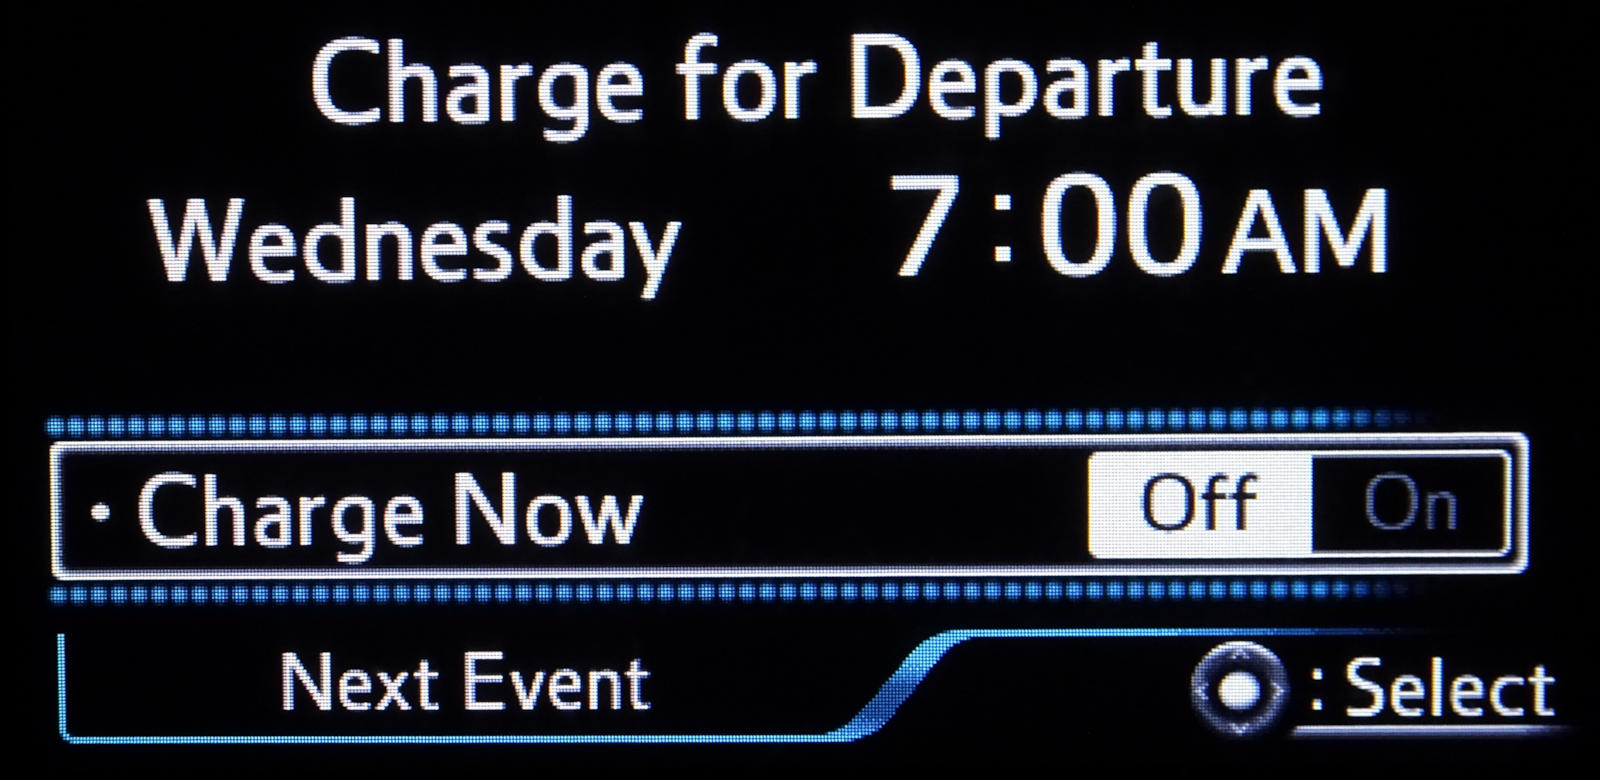 Charge for Departure
Wednesday 7:00 AM
• Charge Now Off On
Next Event : Select